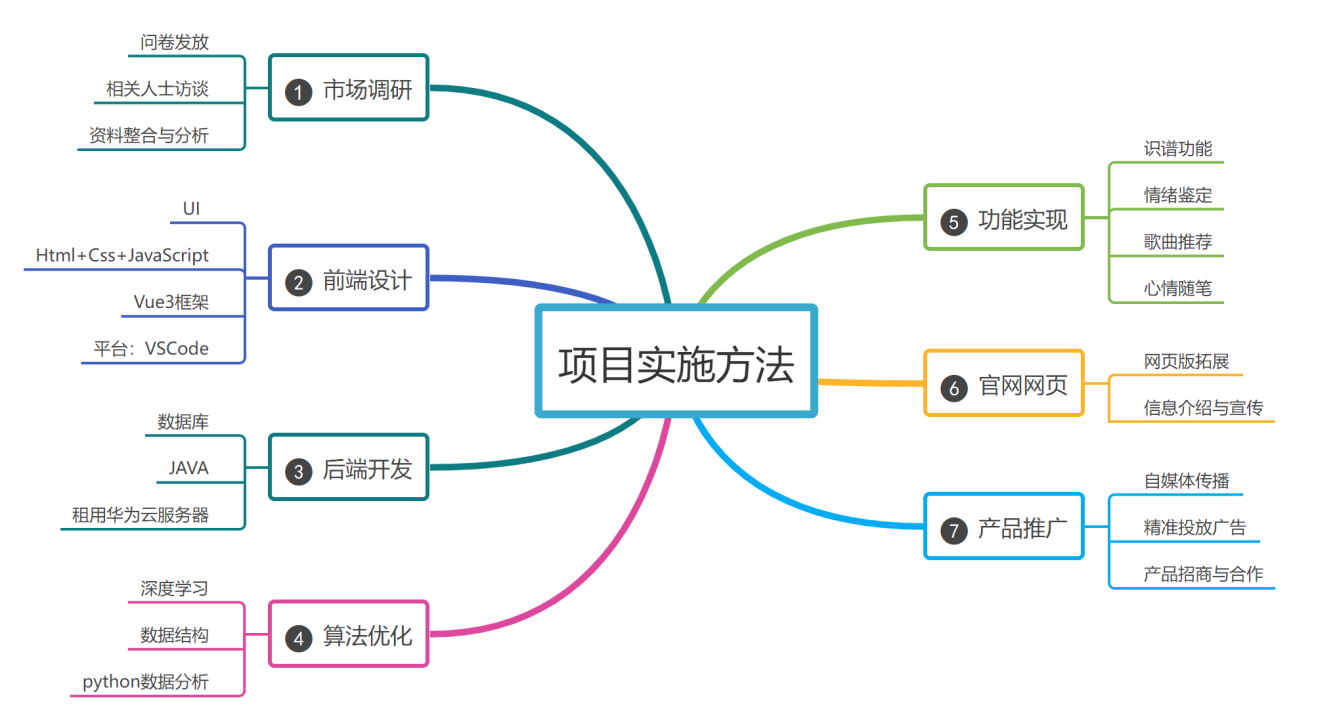 项目实施方法
1 市场调研
问卷发放
相关人士访谈
资料整合与分析
2 前端设计
UI
Html+Css+JavaScript
Vue3框架
平台：VSCode
3 后端开发
数据库
JAVA
租用华为云服务器
4 算法优化
深度学习
数据结构
python数据分析
5 功能实现
识谱功能
情绪鉴定
歌曲推荐
心情随笔
6 官网网页
网页版拓展
信息介绍与宣传
7 产品推广
自媒体传播
精准投放广告
产品招商与合作